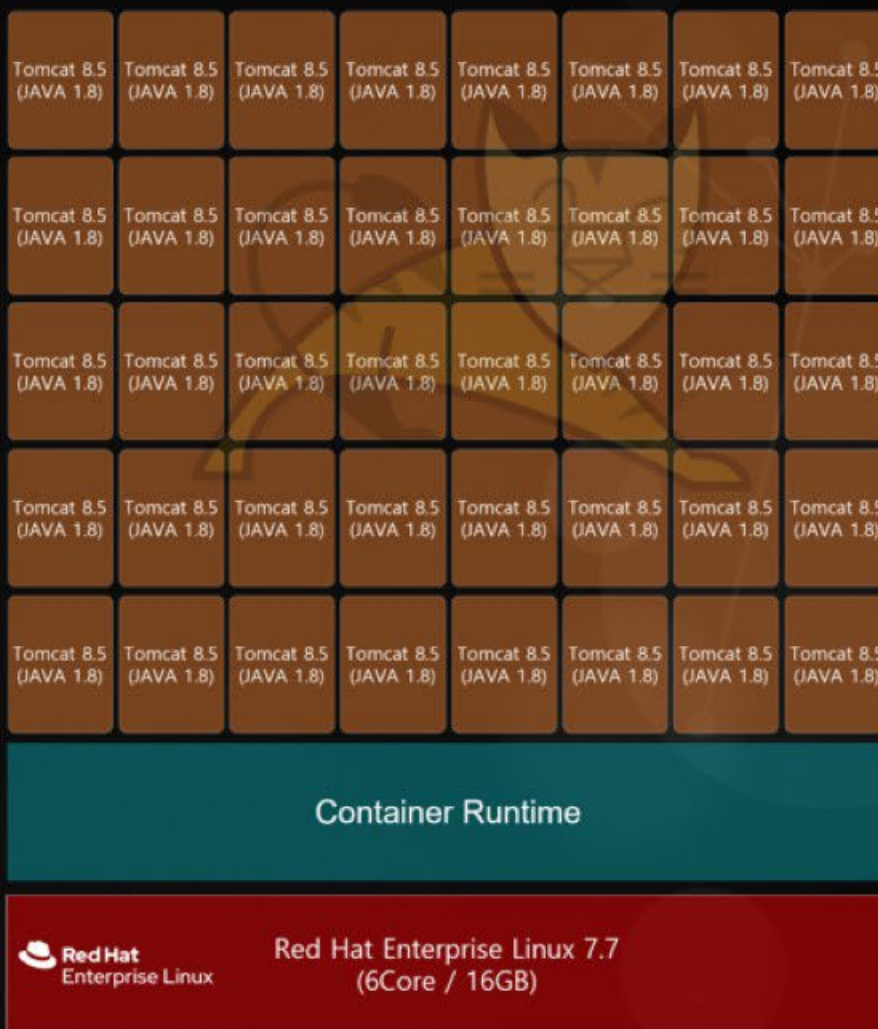 Tomcat 8.5 Tomcat 8.5 Tomcat 8.5 Tomcat 8.5 Tomcat 8.5 Tomcat 8.5 Tomcat 8.5 Tomcat 8.5
(JAVA 1.8) (JAVA 1.8) (JAVA 1.8) (JAVA 1.8) (JAVA 1.8) (JAVA 1.8) (JAVA 1.8) (JAVA 1.8)
Tomcat 8.5 Tomcat 8.5 Tomcat 8.5 Tomcat 8.5 Tomcat 8.5 Tomcat 8.5 Tomcat 8.5 Tomcat 8.5
(JAVA 1.8) (JAVA 1.8) (JAVA 1.8) (JAVA 1.8) (JAVA 1.8) (JAVA 1.8) (JAVA 1.8) (JAVA 1.8)
Tomcat 8.5 Tomcat 8.5 Tomcat 8.5 Tomcat 8.5 Tomcat 8.5 Tomcat 8.5 Tomcat 8.5 Tomcat 8.5
(JAVA 1.8) (JAVA 1.8) (JAVA 1.8) (JAVA 1.8) (JAVA 1.8) (JAVA 1.8) (JAVA 1.8) (JAVA 1.8)
Tomcat 8.5 Tomcat 8.5 Tomcat 8.5 Tomcat 8.5 Tomcat 8.5 Tomcat 8.5 Tomcat 8.5 Tomcat 8.5
(JAVA 1.8) (JAVA 1.8) (JAVA 1.8) (JAVA 1.8) (JAVA 1.8) (JAVA 1.8) (JAVA 1.8) (JAVA 1.8)
Tomcat 8.5 Tomcat 8.5 Tomcat 8.5 Tomcat 8.5 Tomcat 8.5 Tomcat 8.5 Tomcat 8.5 Tomcat 8.5
(JAVA 1.8) (JAVA 1.8) (JAVA 1.8) (JAVA 1.8) (JAVA 1.8) (JAVA 1.8) (JAVA 1.8) (JAVA 1.8)
Container Runtime
Red Hat
Enterprise Linux
Red Hat Enterprise Linux 7.7
(6Core / 16GB)